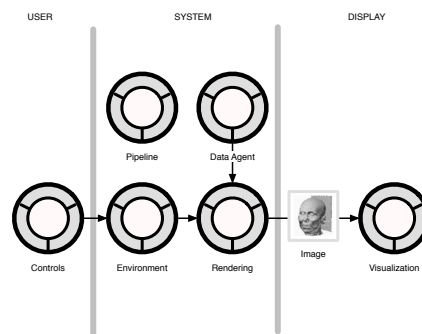 USER
SYSTEM
DISPLAY
Pipeline
Data Agent
Controls
Environment
Rendering
Image
Visualization